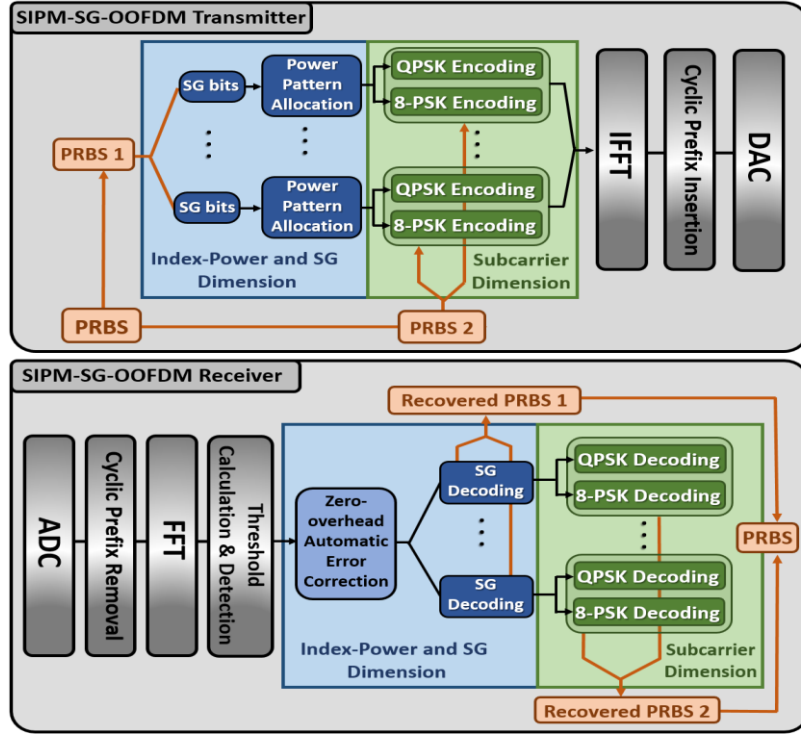 SIPM-SG-OOFDM Transmitter
PRBS 1
SG bits
Power
Pattern
Allocation
QPSK Encoding
8-PSK Encoding
SG bits
Power
Pattern
Allocation
QPSK Encoding
8-PSK Encoding
Index-Power and SG
Dimension
Subcarrier
Dimension
IFFT
Cyclic Prefix Insertion
DAC
PRBS
PRBS 2
SIPM-SG-OOFDM Receiver
Recovered PRBS 1
ADC
Cyclic Prefix Removal
FFT
Threshold
Calculation & Detection
Zero-
overhead
Automatic
Error
Correction
SG
Decoding
SG
Decoding
QPSK Decoding
8-PSK Decoding
QPSK Decoding
8-PSK Decoding
PRBS
Index-Power and SG
Dimension
Subcarrier
Dimension
Recovered PRBS 2